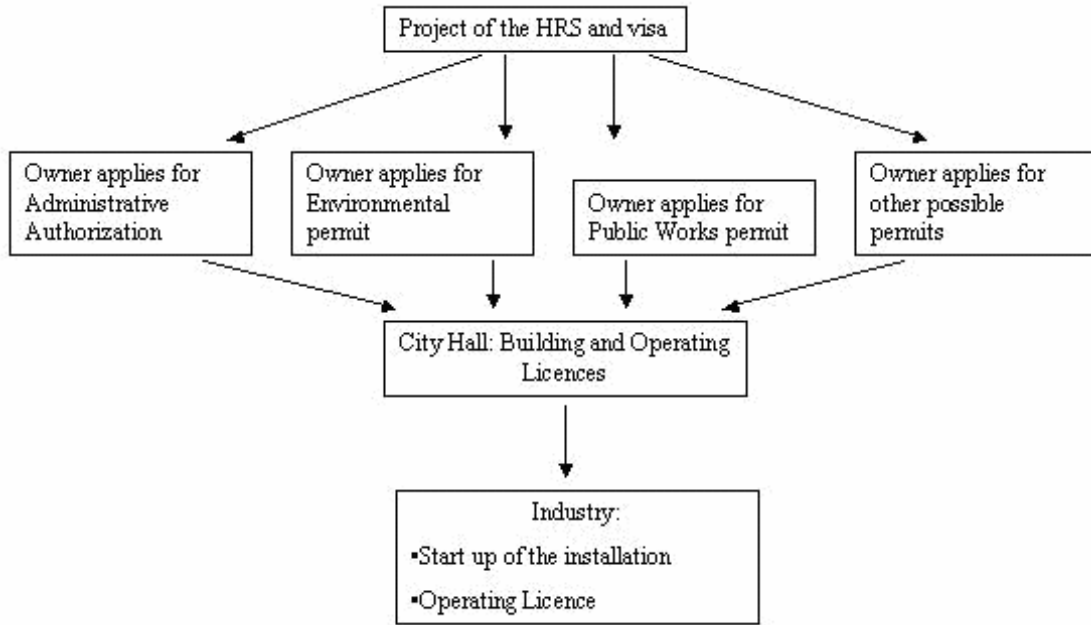 Project of the HRS and visa
Owner applies for
Administrative
Authorization
Owner applies for
Environmental
permit
Owner applies for
Public Works permit
Owner applies for
other possible
permits
City Hall: Building and Operating
Licences
Industry:
▪Start up of the installation
▪Operating Licence